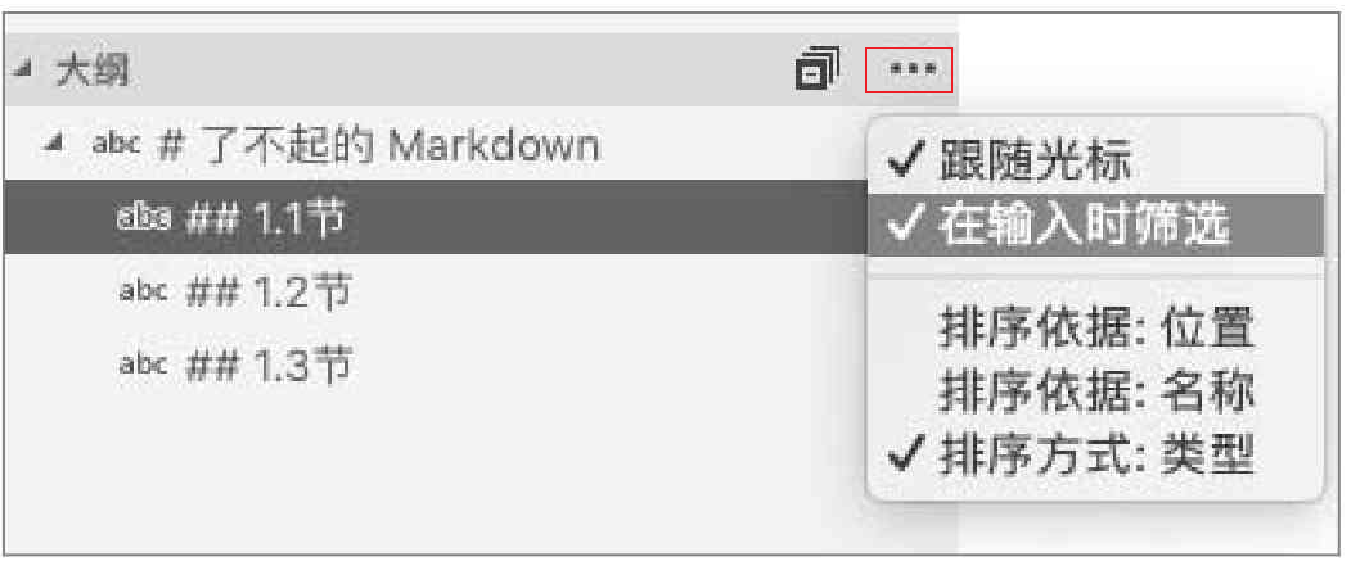 大纲 ···
abc # 了不起的 Markdown
abc ## 1.1节
abc ## 1.2节
abc ## 1.3节
✓ 跟随光标
✓ 在输入时筛选
排序依据: 位置
排序依据: 名称
✓ 排序方式: 类型